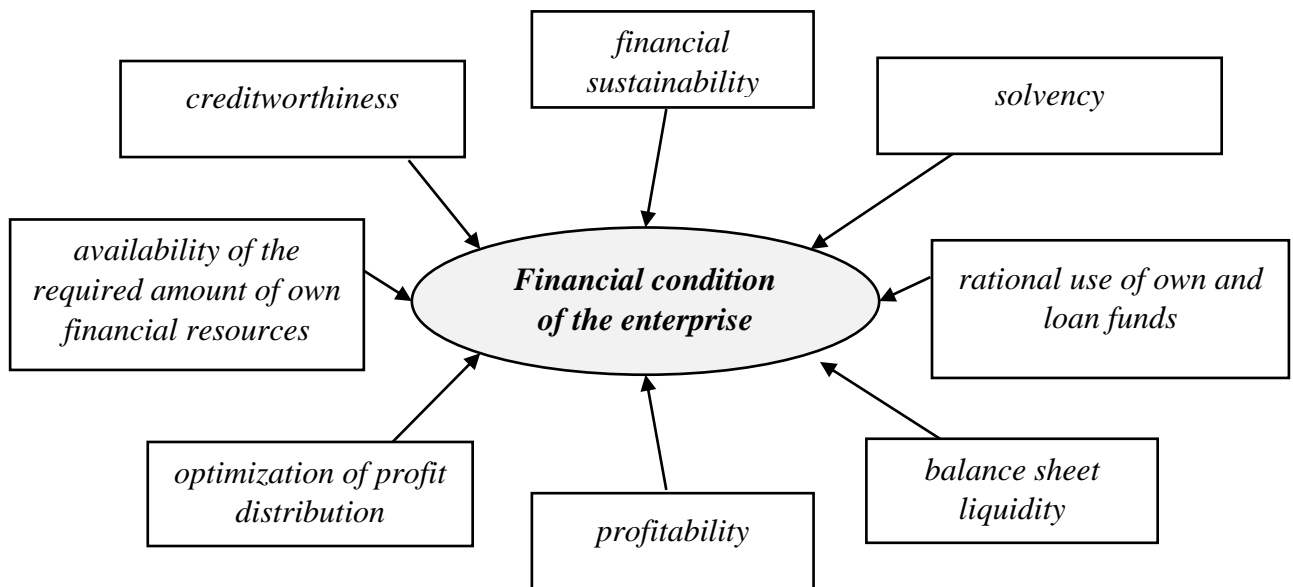 financial
sustainability
creditworthiness
solvency
availability of the
required amount of own
financial resources
Financial condition
of the enterprise
rational use of own and
loan funds
optimization of profit
distribution
profitability
balance sheet
liquidity